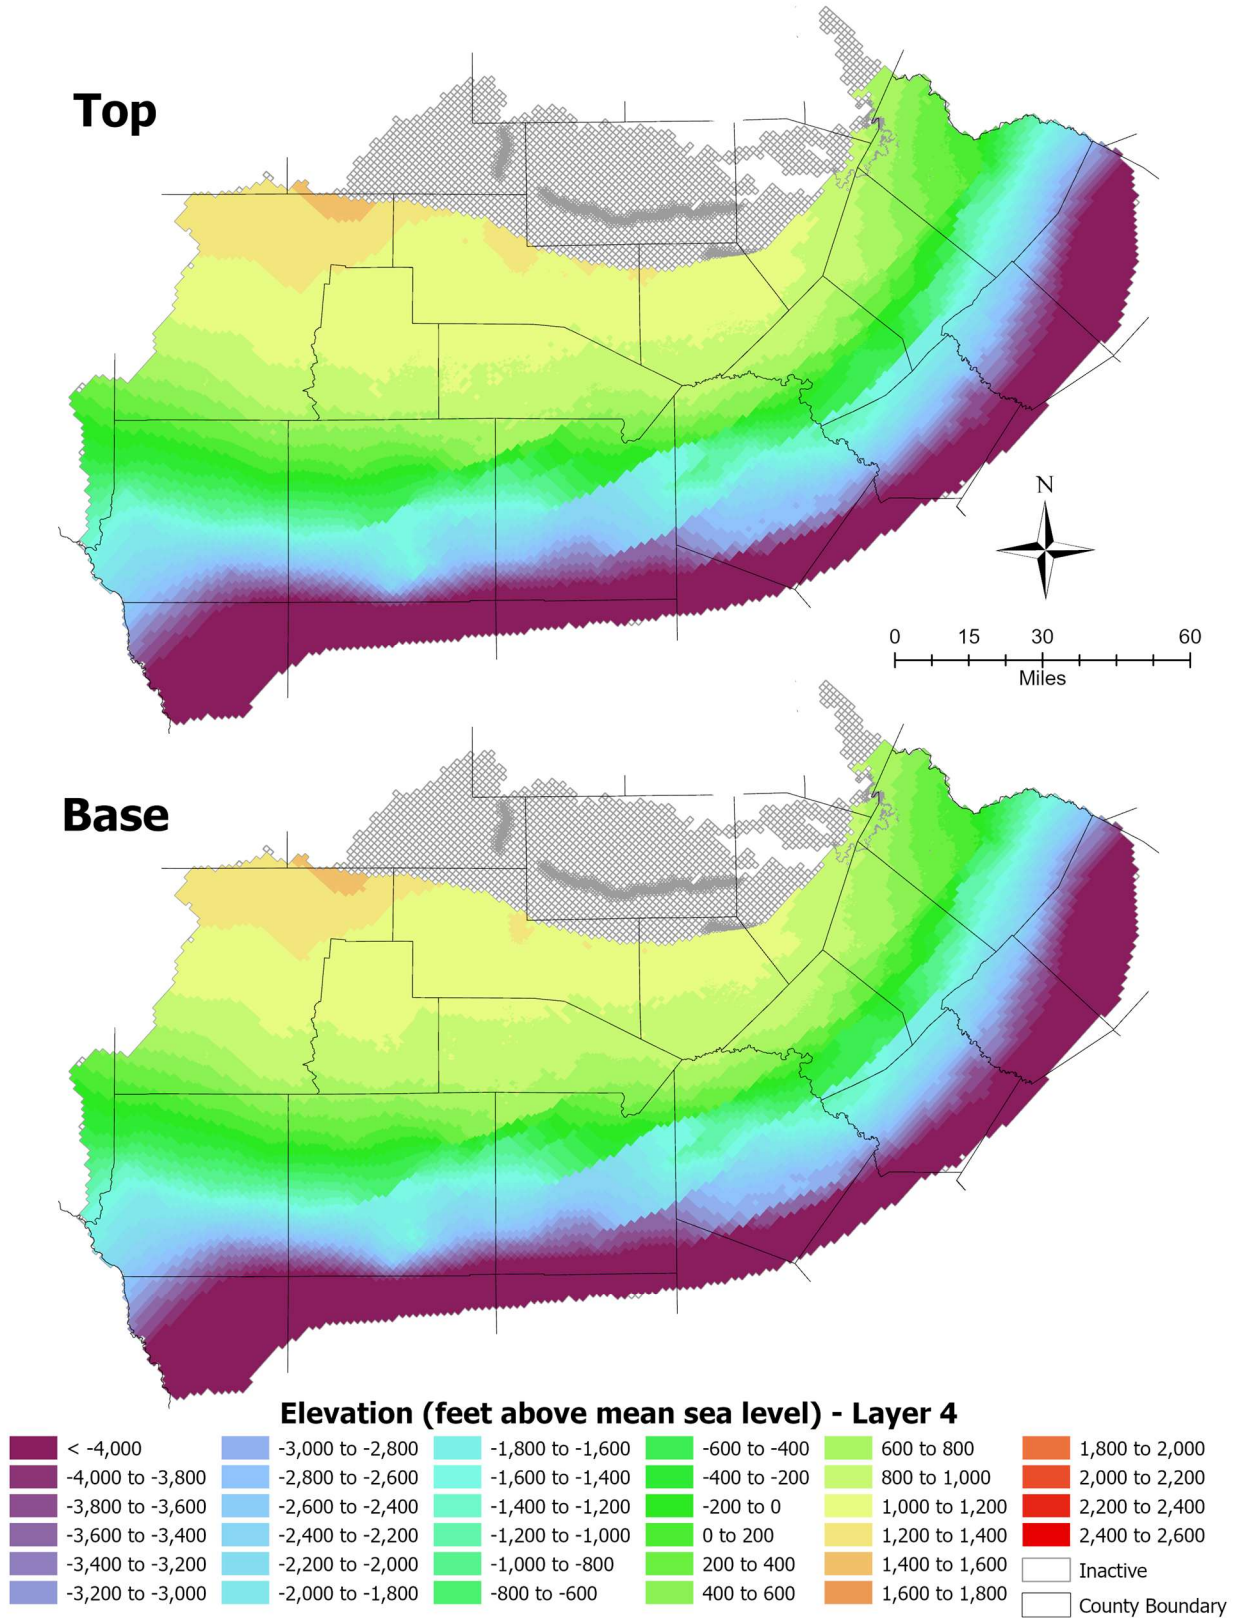 Top
N
0 15 30 60
Miles
Base
Elevation (feet above mean sea level) - Layer 4
< -4,000
-4,000 to -3,800
-3,800 to -3,600
-3,600 to -3,400
-3,400 to -3,200
-3,200 to -3,000
-3,000 to -2,800
-2,800 to -2,600
-2,600 to -2,400
-2,400 to -2,200
-2,200 to -2,000
-2,000 to -1,800
-1,800 to -1,600
-1,600 to -1,400
-1,400 to -1,200
-1,200 to -1,000
-1,000 to -800
-800 to -600
-600 to -400
-400 to -200
-200 to 0
0 to 200
200 to 400
400 to 600
600 to 800
800 to 1,000
1,000 to 1,200
1,200 to 1,400
1,400 to 1,600
1,600 to 1,800
1,800 to 2,000
2,000 to 2,200
2,200 to 2,400
2,400 to 2,600
Inactive
County Boundary